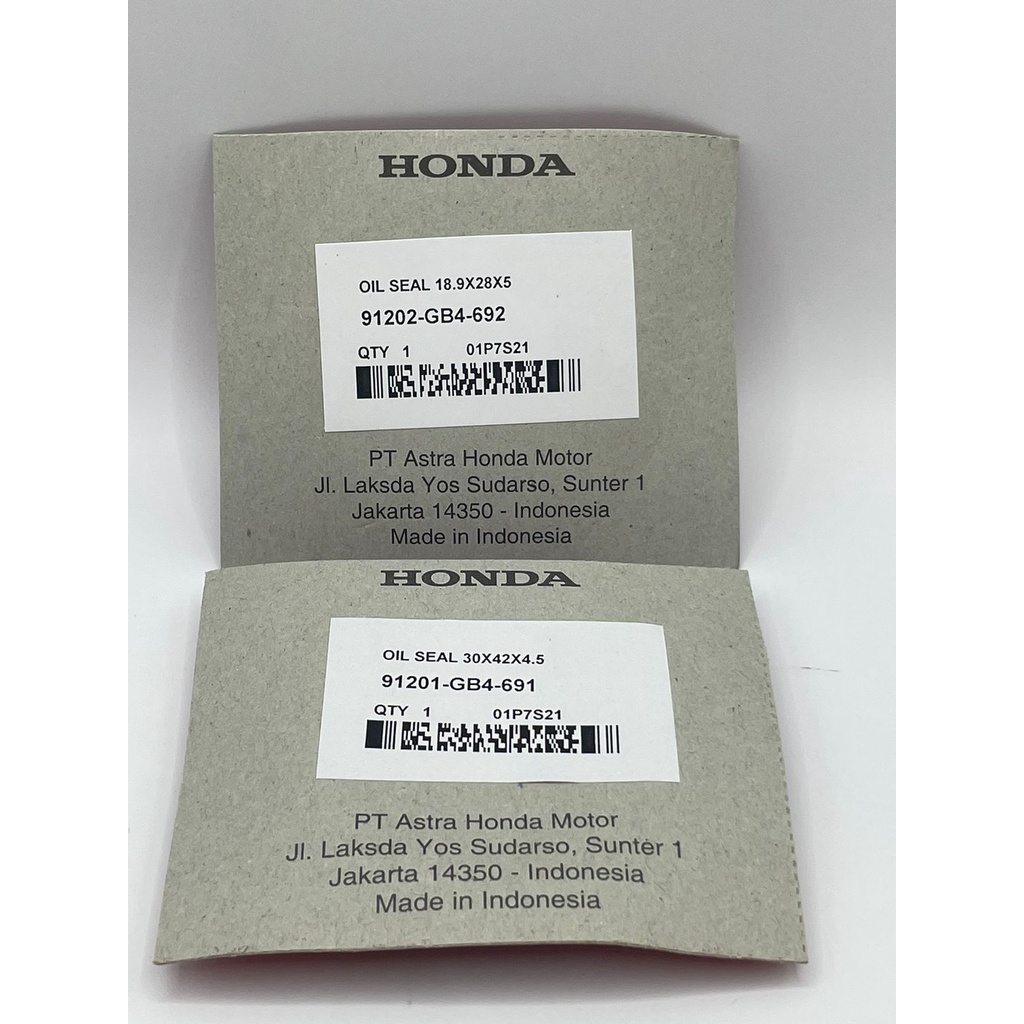 HONDA
OIL SEAL 18.9X28X5
91202-GB4-692
QTY 1 01P7S21
PT Astra Honda Motor
Jl. Laksda Yos Sudarso, Sunter 1
Jakarta 14350 - Indonesia
Made in Indonesia
HONDA
OIL SEAL 30X42X4.5
91201-GB4-691
QTY 1 01P7S21
PT Astra Honda Motor
Jl. Laksda Yos Sudarso, Sunter 1
Jakarta 14350 - Indonesia
Made in Indonesia